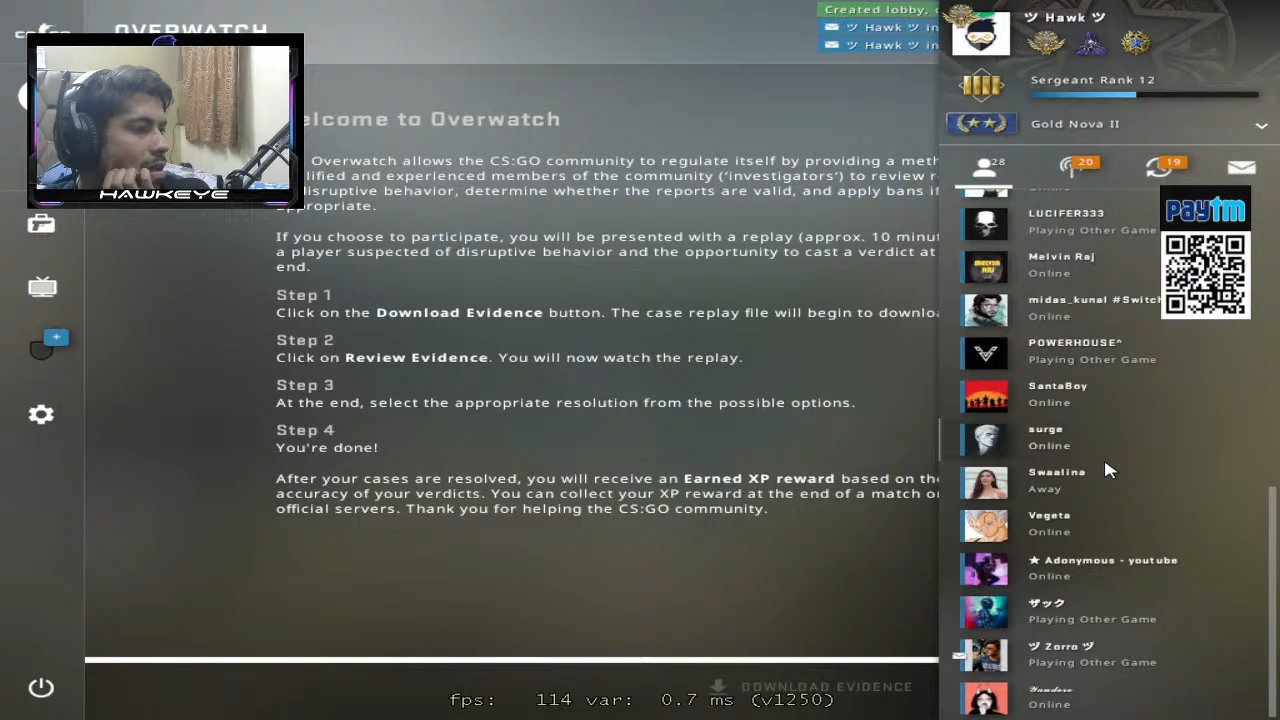 OVERWATCH
HAWKEYE
elcome to Overwatch
Overwatch allows the CS:GO community to regulate itself by providing a meth
lified and experienced members of the community ('investigators') to review r
disruptive behavior, determine whether the reports are valid, and apply bans if
ppropriate.
If you choose to participate, you will be presented with a replay (approx. 10 minut
a player suspected of disruptive behavior and the opportunity to cast a verdict at
end.
Step 1
Click on the Download Evidence button. The case replay file will begin to downloa
Step 2
Click on Review Evidence. You will now watch the replay.
Step 3
At the end, select the appropriate resolution from the possible options.
Step 4
You're done!
After your cases are resolved, you will receive an Earned XP reward based on the
accuracy of your verdicts. You can collect your XP reward at the end of a match on
official servers. Thank you for helping the CS:GO community.
DOWNLOAD EVIDENCE
fps: 114 var: 0.7 ms (v1250)
Created lobby,
ツ Hawk ツ in
ツ Hawk ツ in
ツ Hawk ツ
Sergeant Rank 12
Gold Nova II
28
20
19
paytm
LUCIFER333
Playing Other Game
Melvin Raj
Online
midas_kunal #Switch
Online
POWERHOUSE^
Playing Other Game
SantaBoy
Online
surge
Online
Swaalina
Away
Vegeta
Online
★ Adonymous - youtube
Online
ザック
Playing Other Game
ヅ Zorro ヅ
Playing Other Game
Online